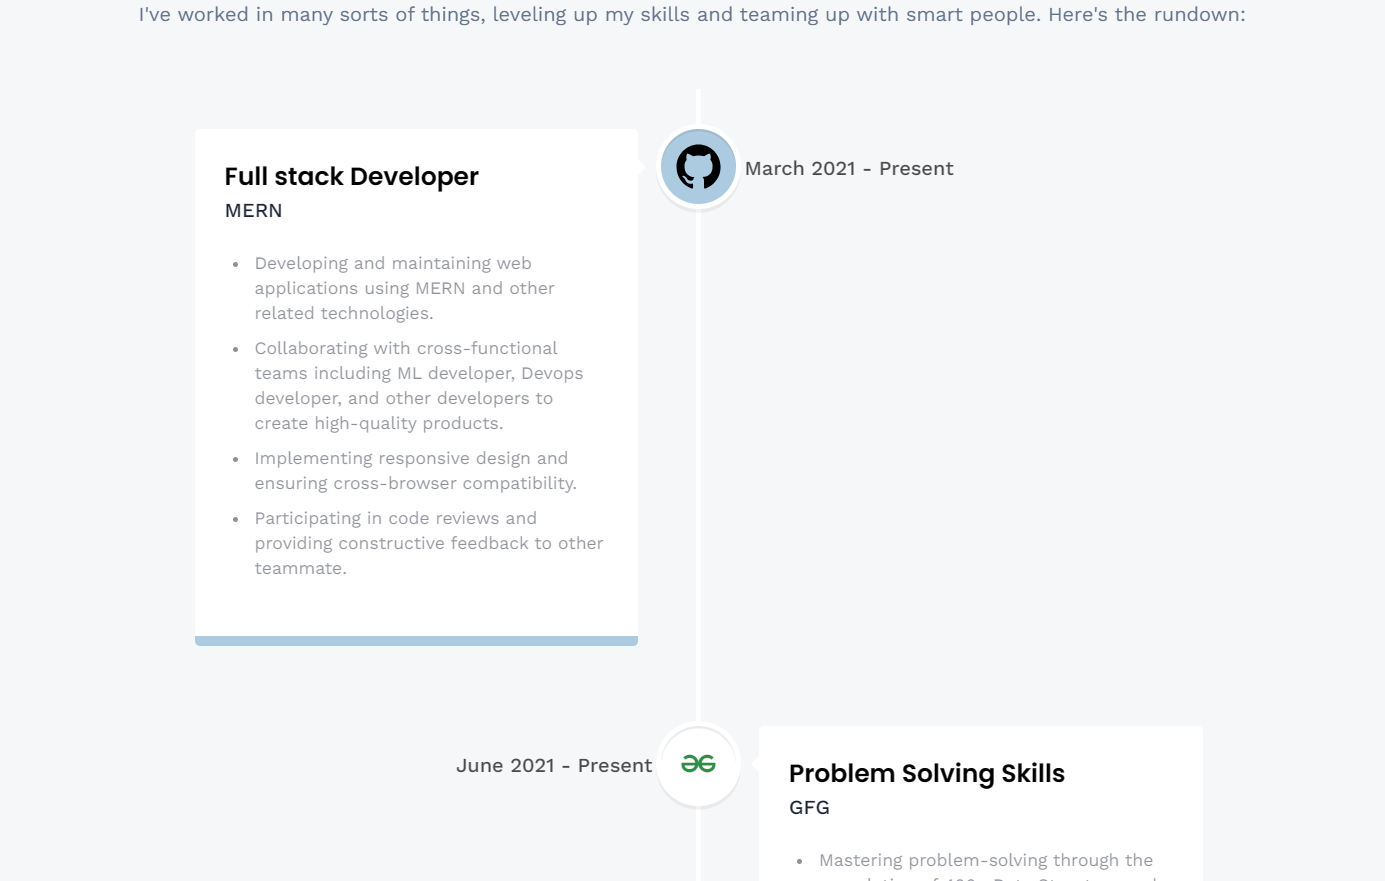 I've worked in many sorts of things, leveling up my skills and teaming up with smart people. Here's the rundown:
Full stack Developer
MERN
March 2021 - Present
Developing and maintaining web
applications using MERN and other
related technologies.
Collaborating with cross-functional
teams including ML developer, Devops
developer, and other developers to
create high-quality products.
Implementing responsive design and
ensuring cross-browser compatibility.
Participating in code reviews and
providing constructive feedback to other
teammate.
June 2021 - Present
Problem Solving Skills
GFG
Mastering problem-solving through the